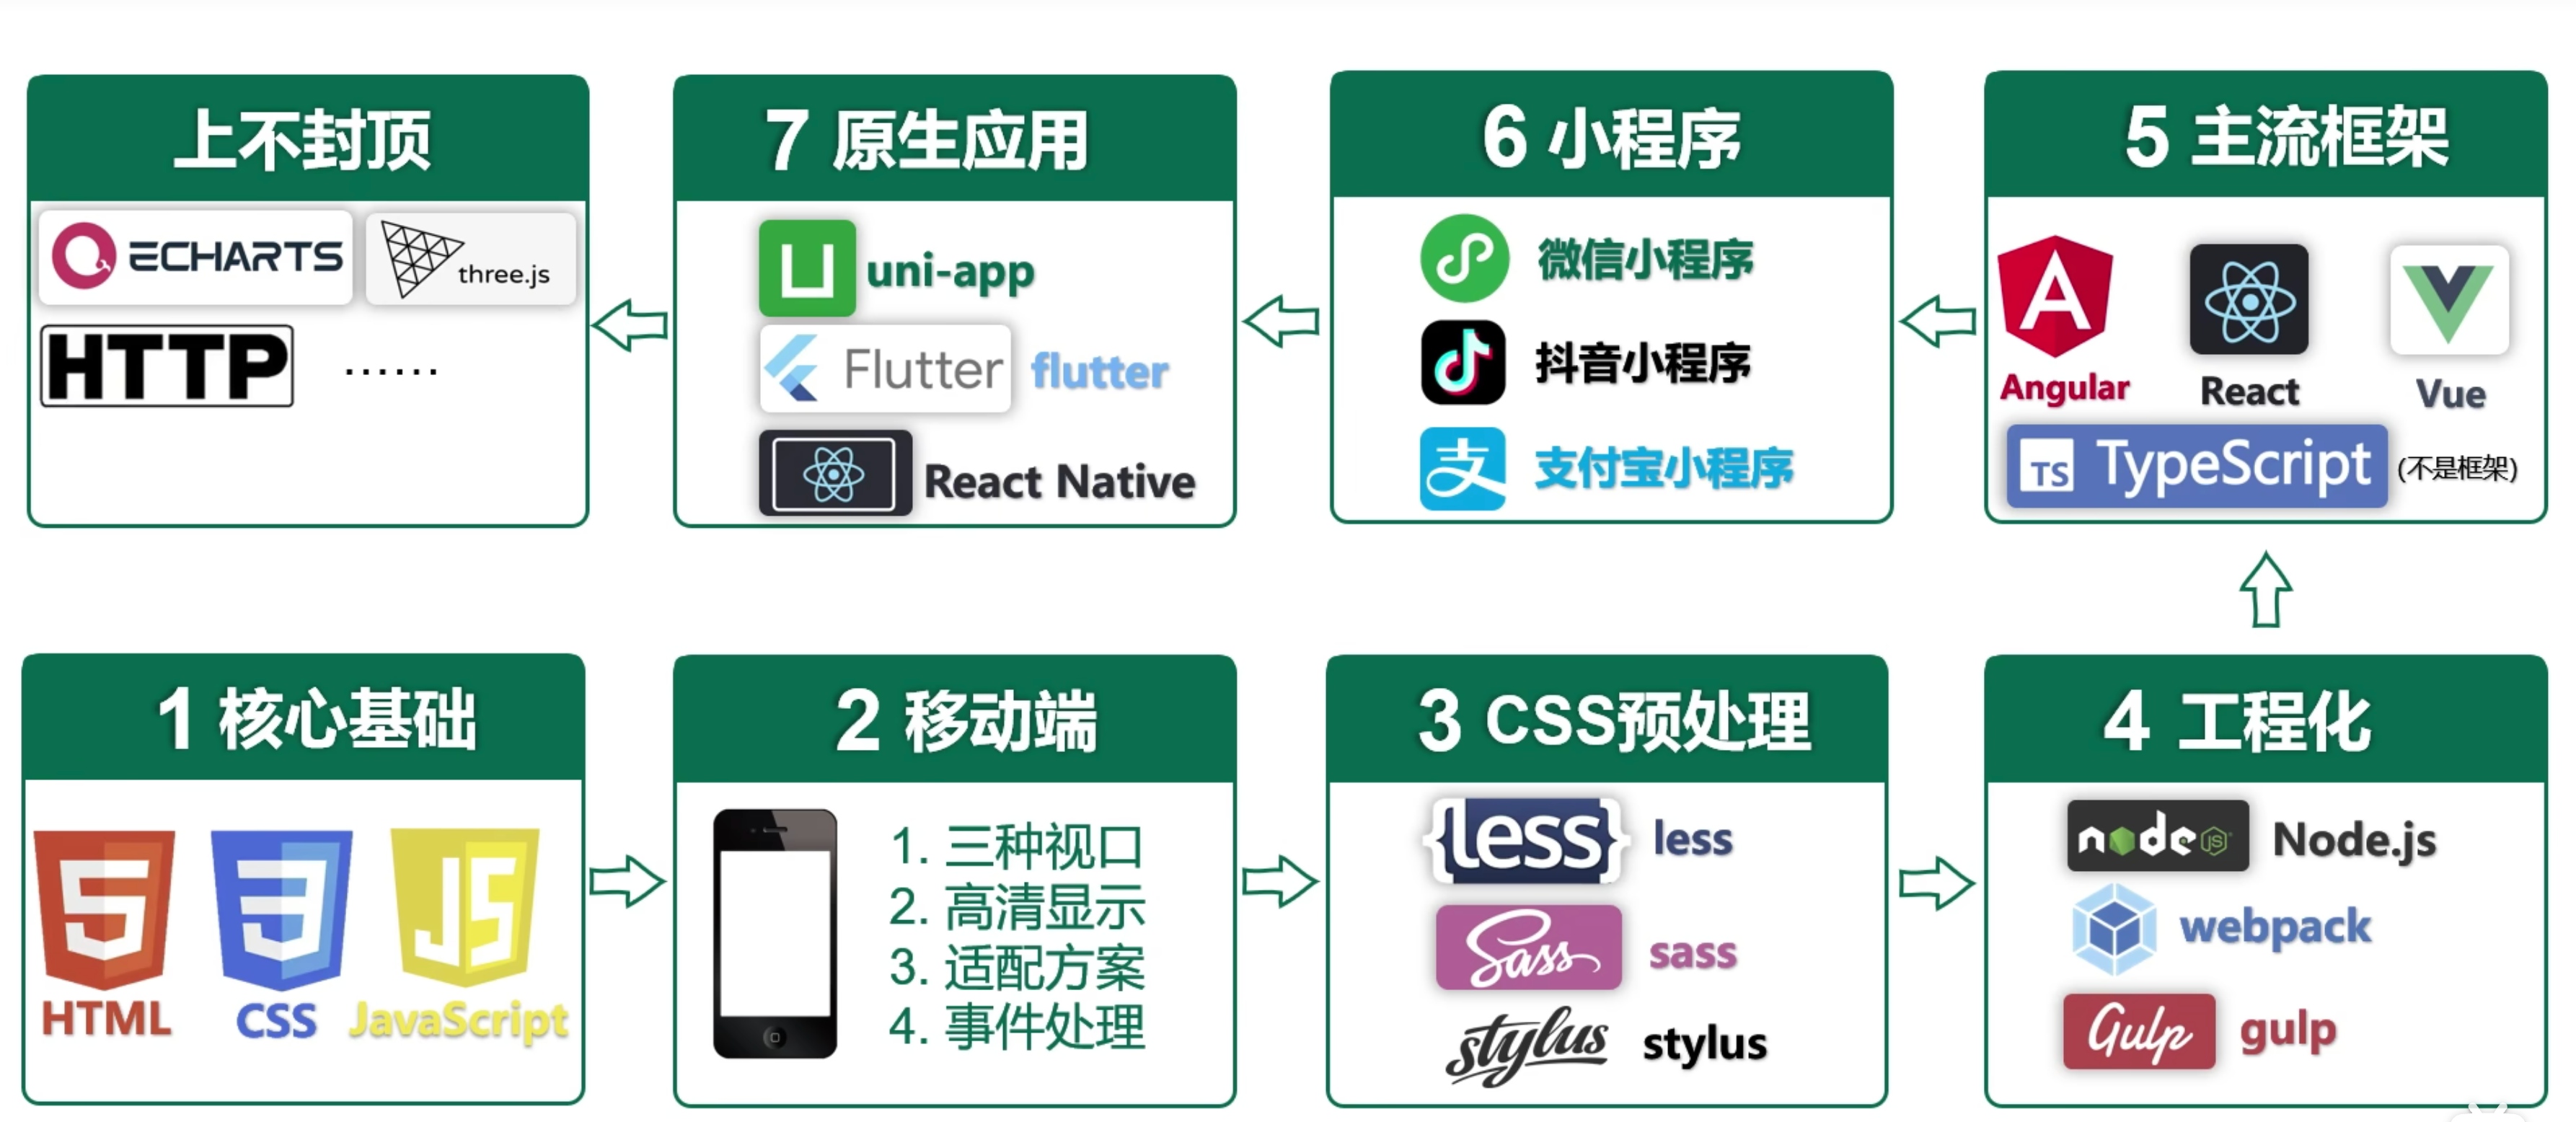 上不封顶
ECHARTS
three.js
HTTP
......
7 原生应用
uni-app
Flutter flutter
React Native
6 小程序
微信小程序
抖音小程序
支 支付宝小程序
5 主流框架
A
Angular React Vue
TS TypeScript (不是框架)
1 核心基础
5 3 JS
HTML CSS JavaScript
2 移动端
1. 三种视口
2. 高清显示
3. 适配方案
4. 事件处理
3 CSS预处理
{less} less
Sass sass
stylus stylus
4 工程化
node JS Node.js
webpack
Gulp gulp